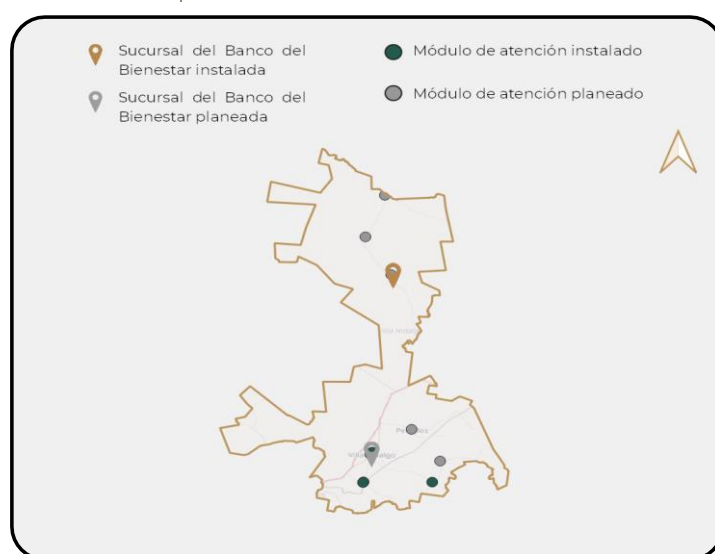 Sucursal del Banco del
Bienestar instalada
Sucursal del Banco del
Bienestar planeada
Módulo de atención instalado
Módulo de atención planeado